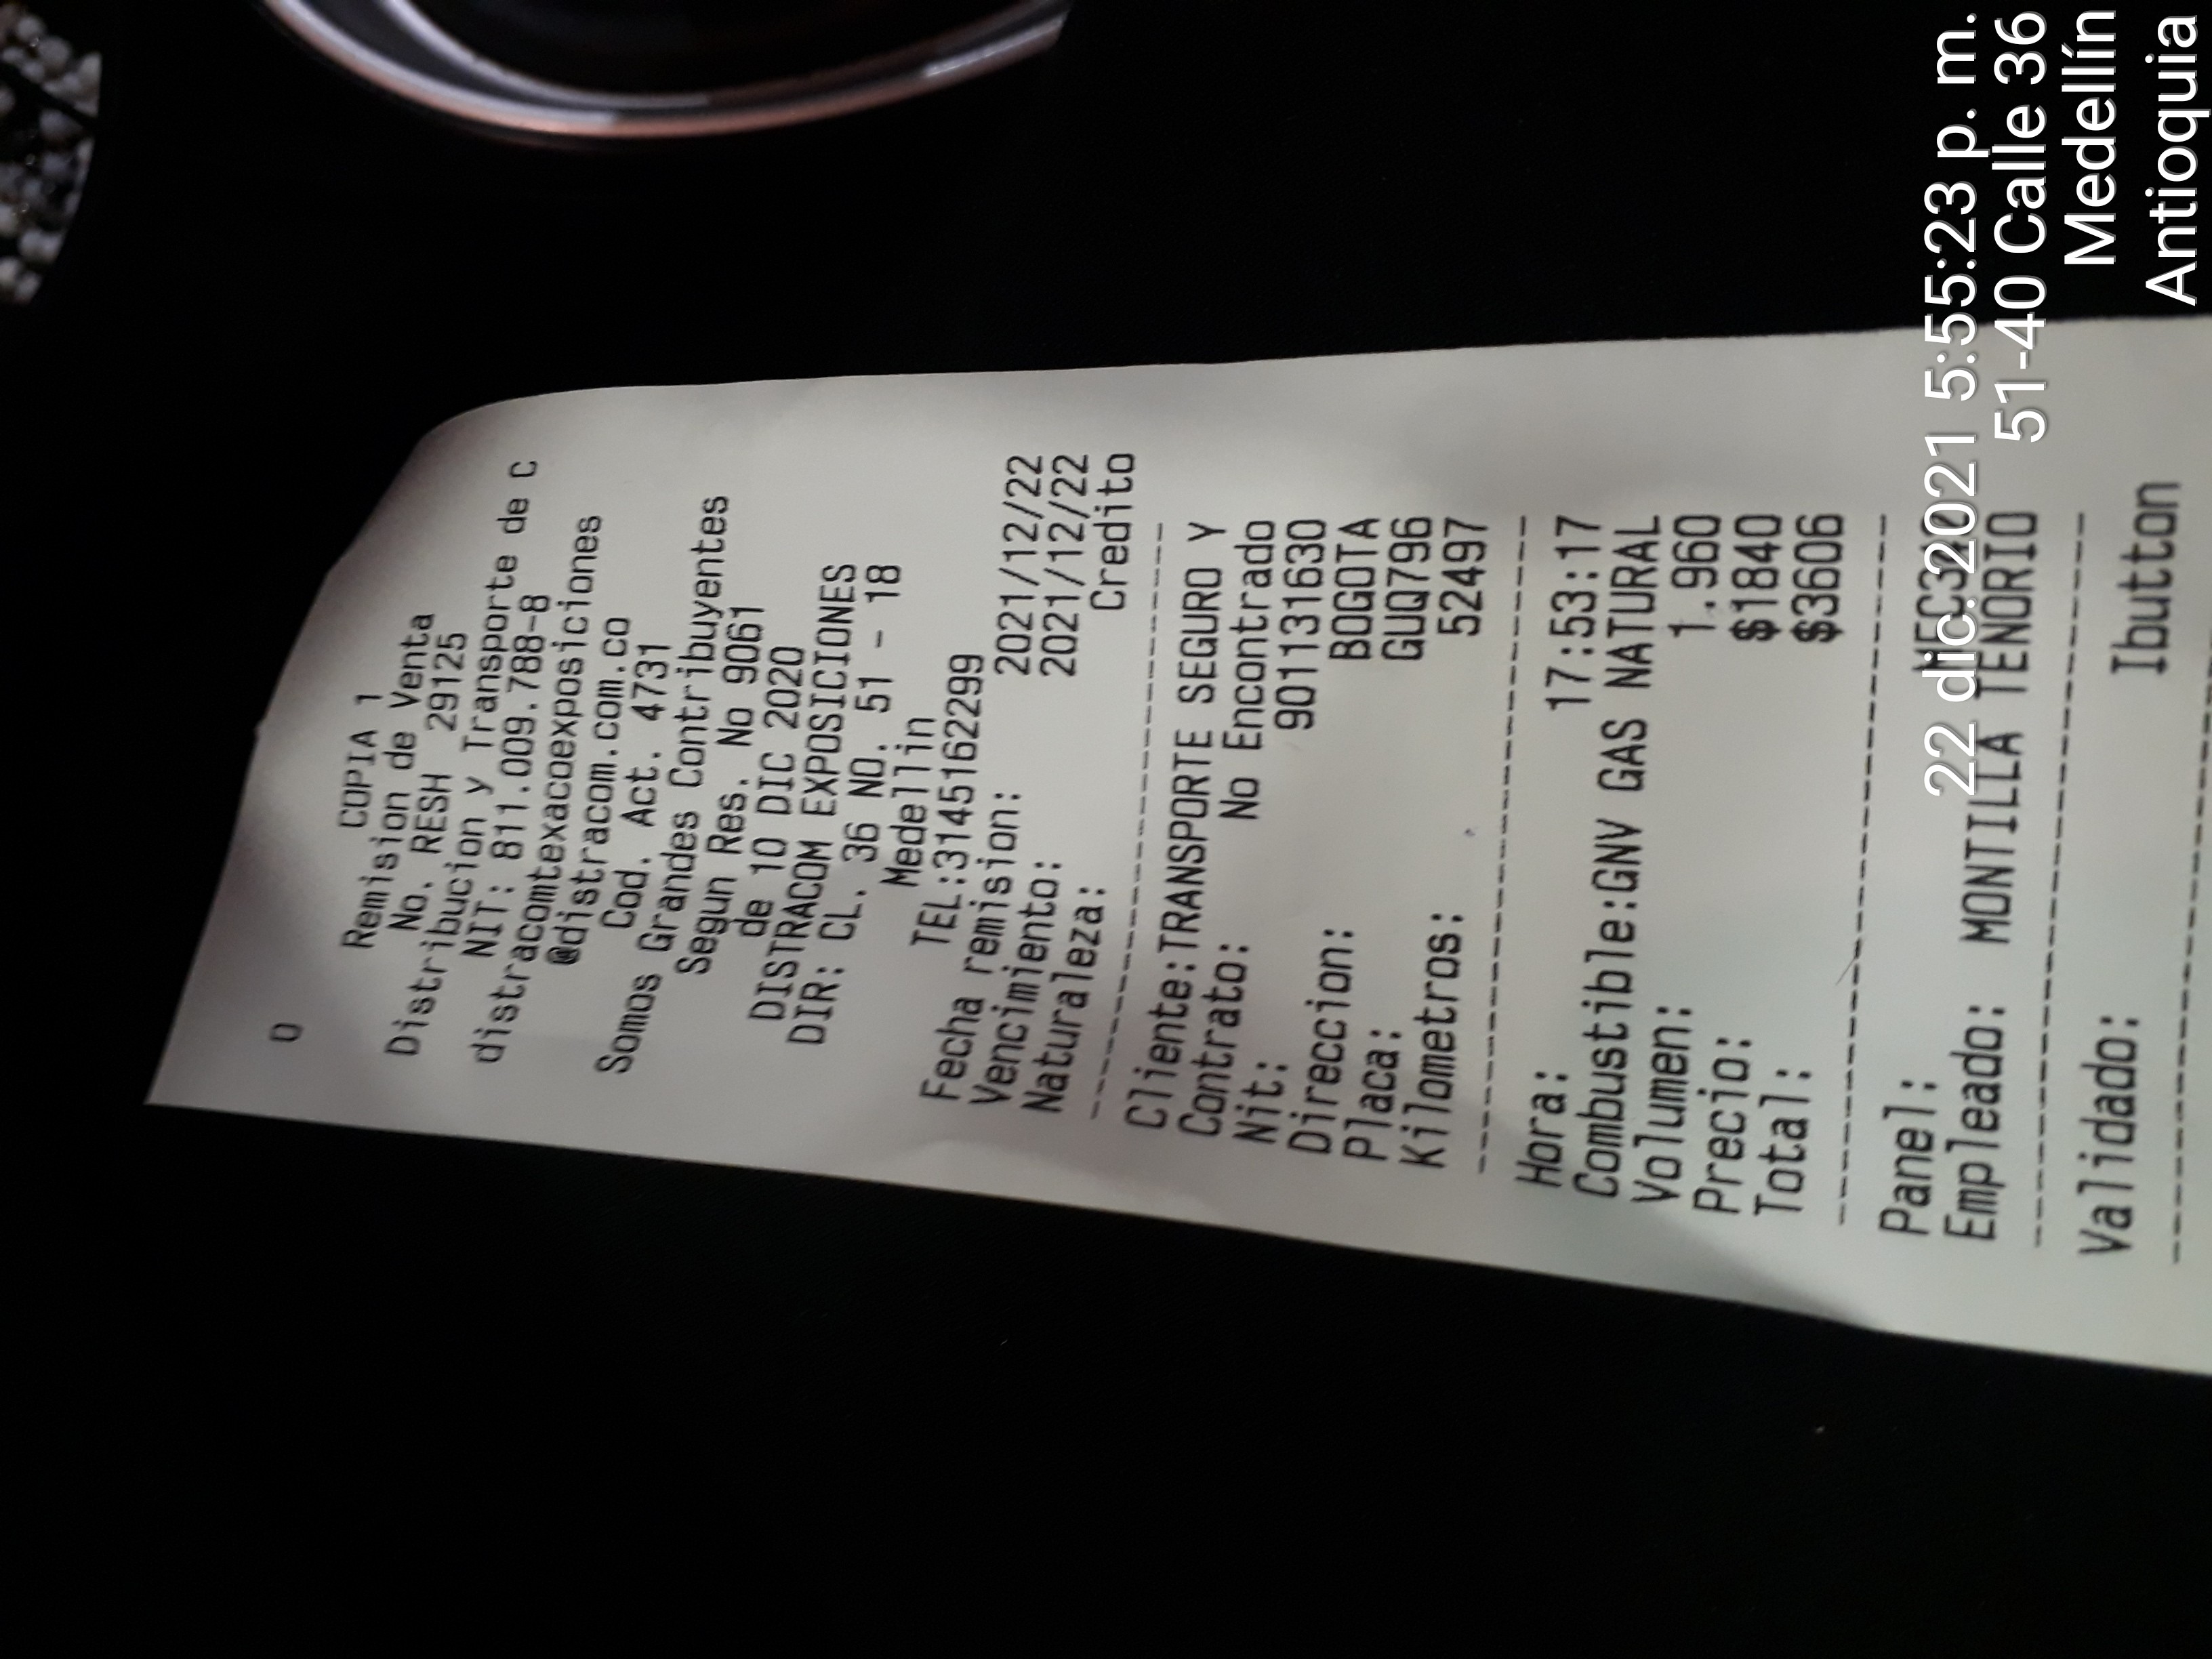 0
COPIA 1
Remision de Venta
No. RESH 29125
Distribucion y Transporte de C
NIT: 811.009.788-8
distracomtexacoexposiciones
@distracom.com.co
Cod. Act. 4731
Somos Grandes Contribuyentes
Segun Res. No 9061
de 10 DIC 2020
DISTRACOM EXPOSICIONES
DIR: CL. 36 NO. 51 - 18
Medellin
TEL:3145162299
Fecha remision: 2021/12/22
Vencimiento: 2021/12/22
Naturaleza: Credito
Cliente:TRANSPORTE SEGURO Y
Contrato: No Encontrado
Nit: 901131630
Direccion: BOGOTA
Placa: GUQ796
Kilometros: 52497
Hora: 17:53:17
Combustible:GNV GAS NATURAL
Volumen: 1.960
Precio: $1840
Total: $3606
Panel:
Empleado: MONTILLA TENORIO
Validado: Ibutton
22 dic. 2021 5:55:23 p. m.
51-40 Calle 36
Medellín
Antioquia